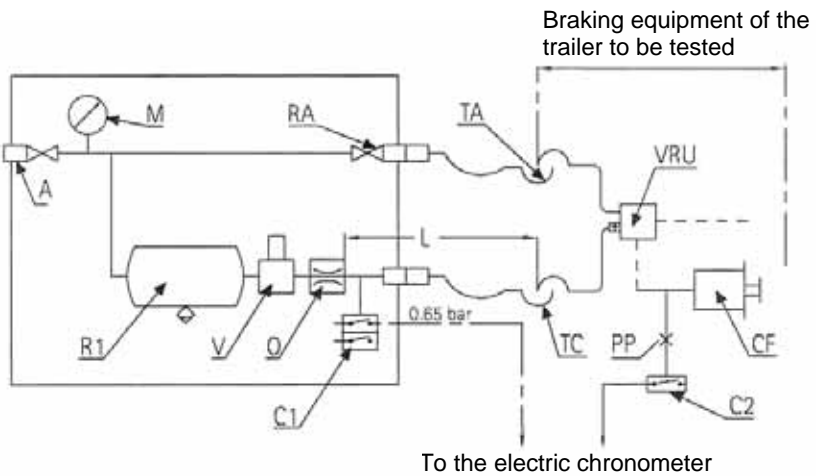 Braking equipment of the
trailer to be tested
M
RA
TA
VRU
A
L
0.65 bar
R1
V
O
TC
PP
CF
C1
C2
To the electric chronometer